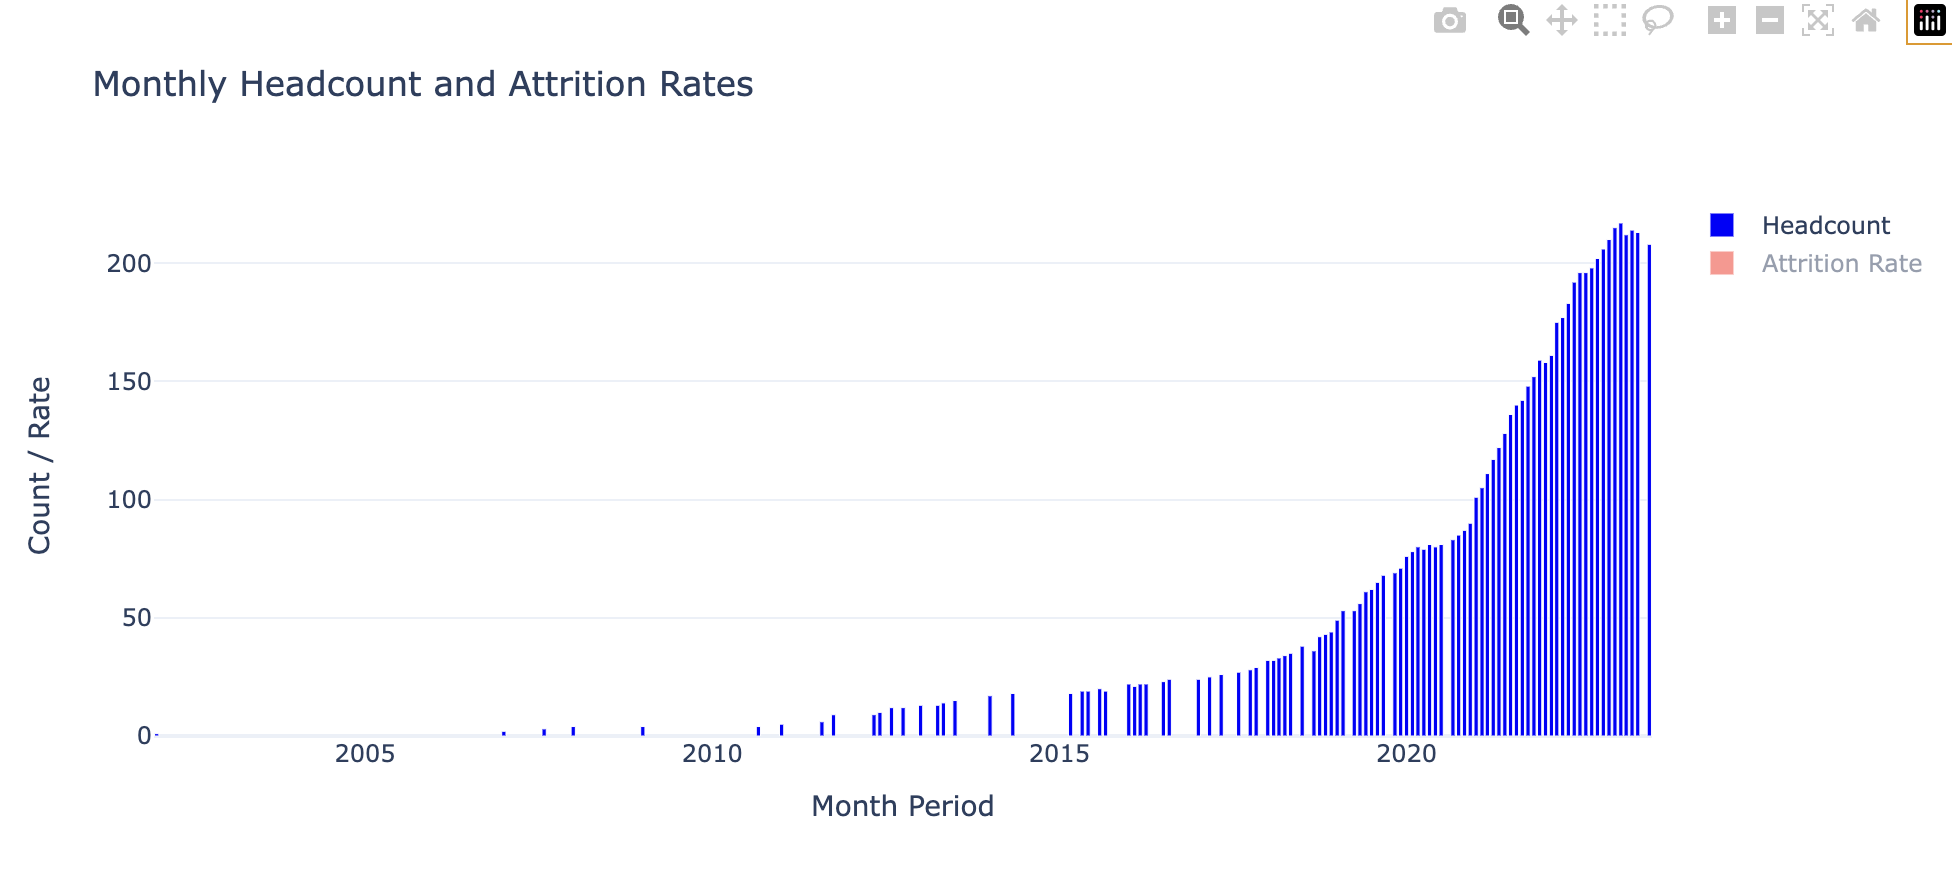 Monthly Headcount and Attrition Rates
Headcount
Attrition Rate
200
150
100
50
0
Count / Rate
2005
2010
2015
2020
Month Period